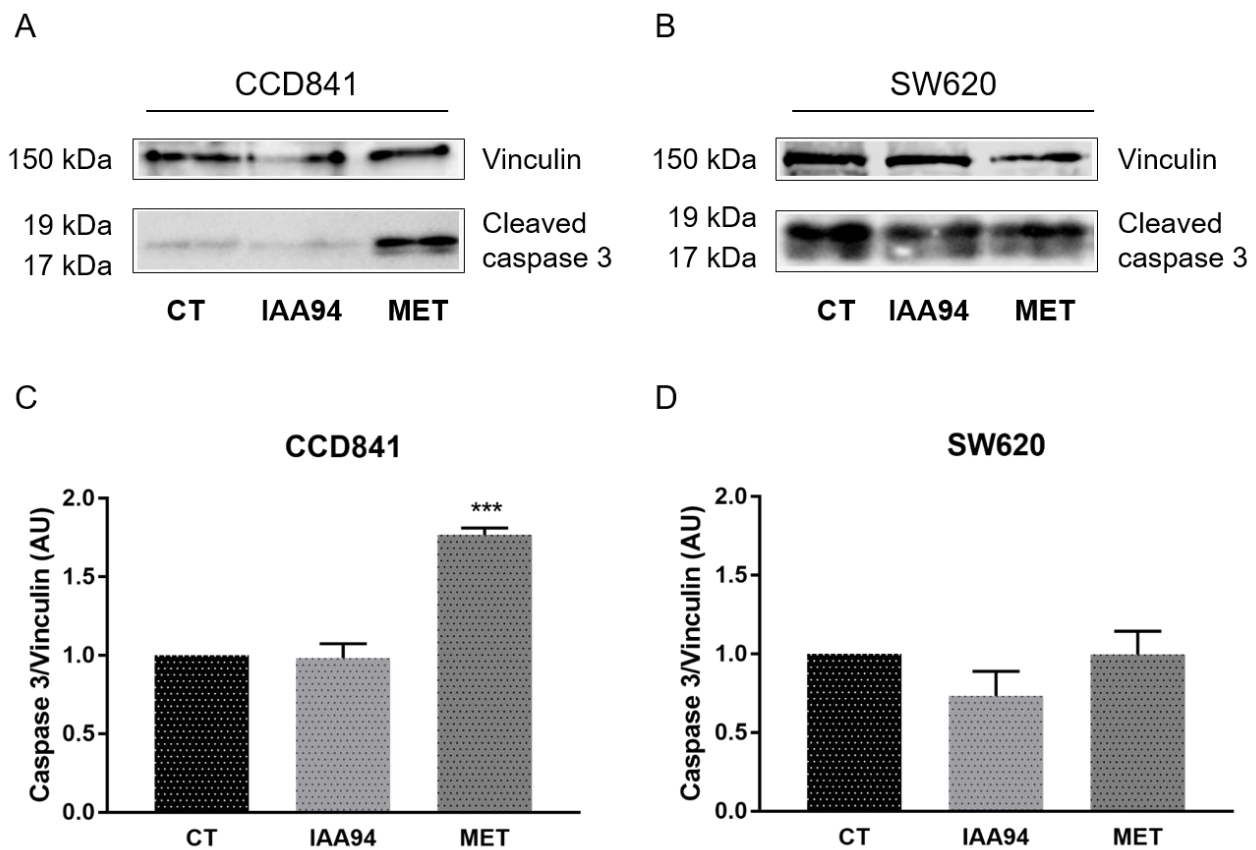 A
CCD841
150 kDa
Vinculin
19 kDa
17 kDa
Cleaved
caspase 3
CT IAA94 MET
B
SW620
150 kDa
Vinculin
19 kDa
17 kDa
Cleaved
caspase 3
CT IAA94 MET
C
CCD841
Caspase 3/Vinculin (AU)
2.0
1.5
1.0
0.5
0.0
***
CT IAA94 MET
D
SW620
Caspase 3/Vinculin (AU)
2.0
1.5
1.0
0.5
0.0
CT IAA94 MET